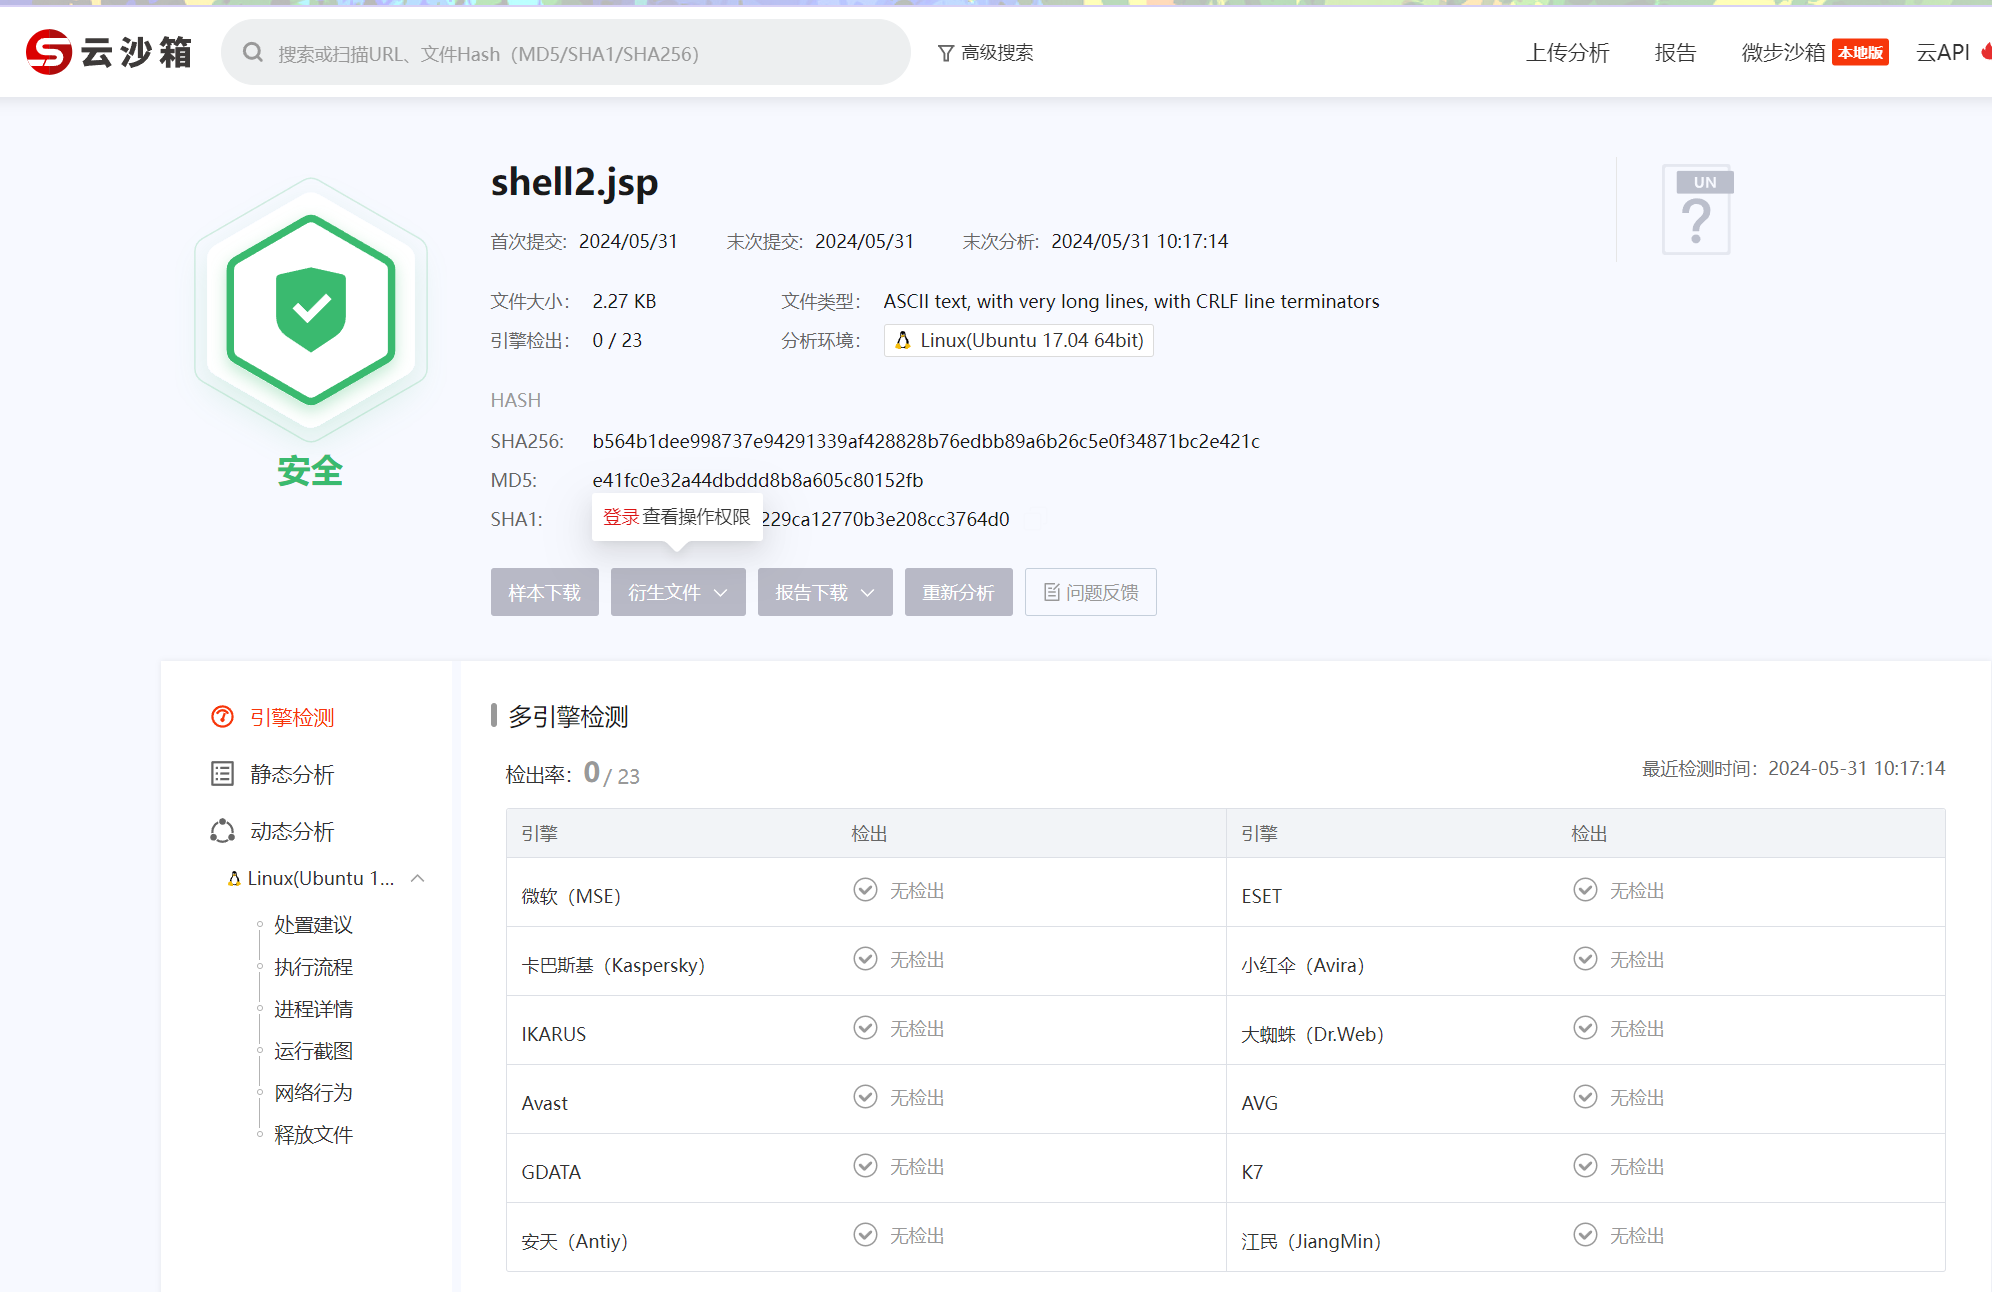 云沙箱
搜索或扫描URL、文件Hash（MD5/SHA1/SHA256）
高级搜索
上传分析
报告
微步沙箱 本地版
云API
shell2.jsp
UN
?
首次提交: 2024/05/31 末次提交: 2024/05/31 末次分析: 2024/05/31 10:17:14
文件大小： 2.27 KB 文件类型： ASCII text, with very long lines, with CRLF line terminators
引擎检出： 0 / 23 分析环境： Linux(Ubuntu 17.04 64bit)
安全
HASH
SHA256: b564b1dee998737e94291339af428828b76edbb89a6b26c5e0f34871bc2e421c
MD5: e41fc0e32a44dbddd8b8a605c80152fb
登录 查看操作权限
SHA1: 229ca12770b3e208cc3764d0
样本下载 衍生文件 报告下载 重新分析 问题反馈
引擎检测
静态分析
动态分析
Linux(Ubuntu 1...
处置建议
执行流程
进程详情
运行截图
网络行为
释放文件
多引擎检测
检出率：0 / 23
最近检测时间：2024-05-31 10:17:14
引擎 检出 引擎 检出
微软（MSE） 无检出 ESET 无检出
卡巴斯基（Kaspersky） 无检出 小红伞（Avira） 无检出
IKARUS 无检出 大蜘蛛（Dr.Web） 无检出
Avast 无检出 AVG 无检出
GDATA 无检出 K7 无检出
安天（Antiy） 无检出 江民（JiangMin） 无检出